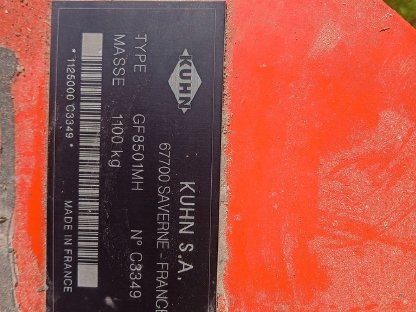 KUHN
KUHN S.A.
67700 SAVERNE - FRANCE
TYPE GF8501MH N° C3349
MASSE 1100 kg
* 1125000 C3349 * MADE IN FRANCE